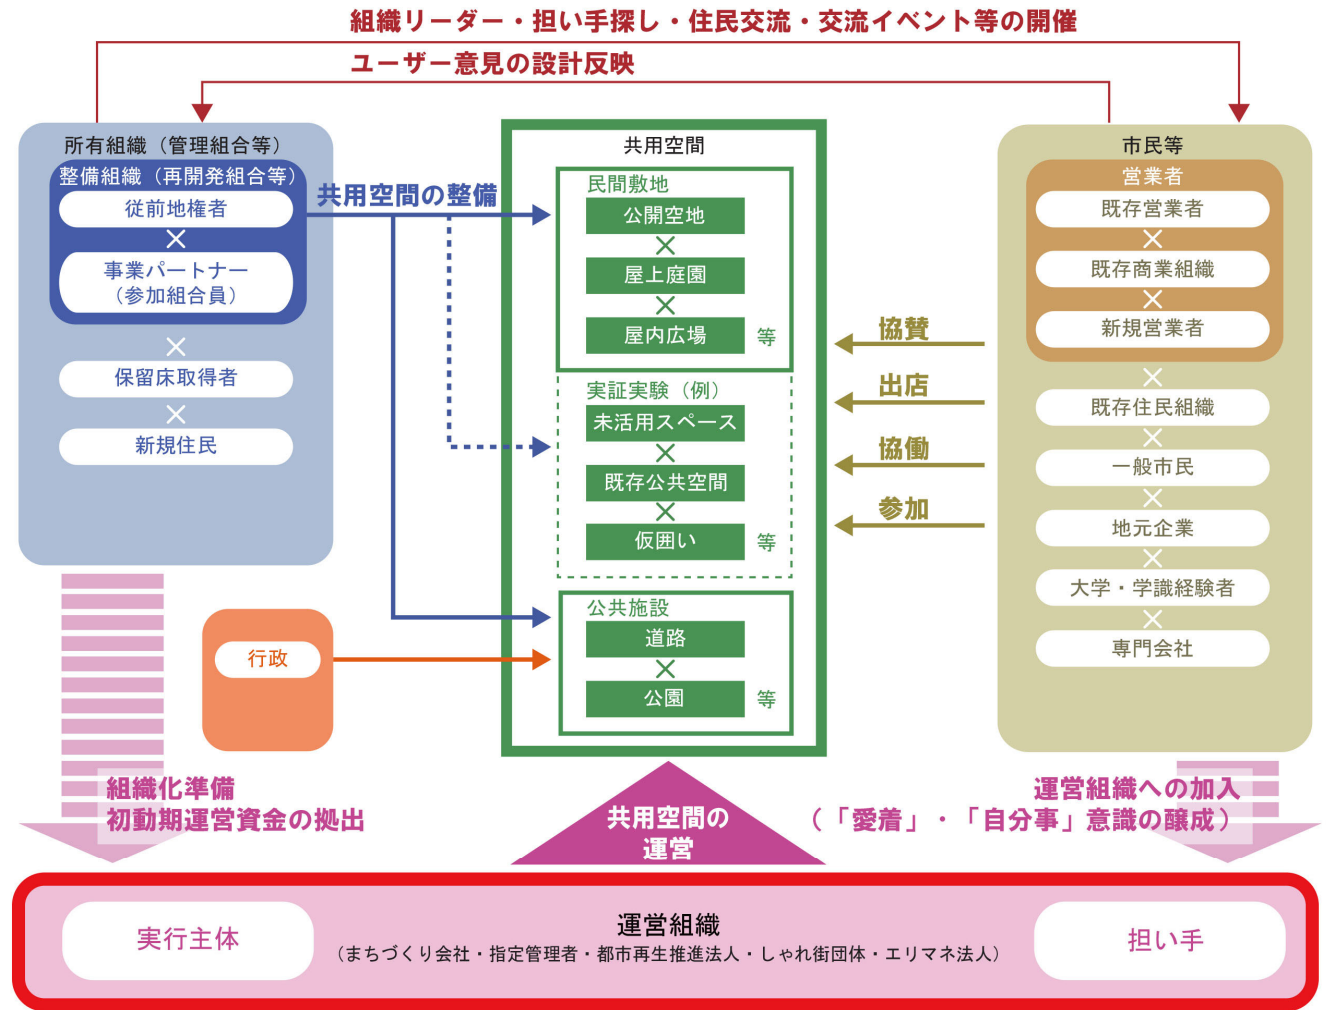 組織リーダー・担い手探し・住民交流・交流イベント等の開催
ユーザー意見の設計反映
所有組織（管理組合等）
整備組織（再開発組合等）
従前地権者
×
事業パートナー
（参加組合員）
×
保留床取得者
×
新規住民
共用空間の整備
行政
共用空間
民間敷地
公開空地
×
屋上庭園
×
屋内広場
等
実証実験（例）
未活用スペース
×
既存公共空間
×
仮囲い
等
公共施設
道路
×
公園
等
協賛
出店
協働
参加
市民等
営業者
既存営業者
×
既存商業組織
×
新規営業者
×
既存住民組織
×
一般市民
×
地元企業
×
大学・学識経験者
×
専門会社
組織化準備
初動期運営資金の拠出
共用空間の
運営
運営組織への加入
（「愛着」・「自分事」意識の醸成）
実行主体
運営組織
（まちづくり会社・指定管理者・都市再生推進法人・しゃれ街団体・エリマネ法人）
担い手